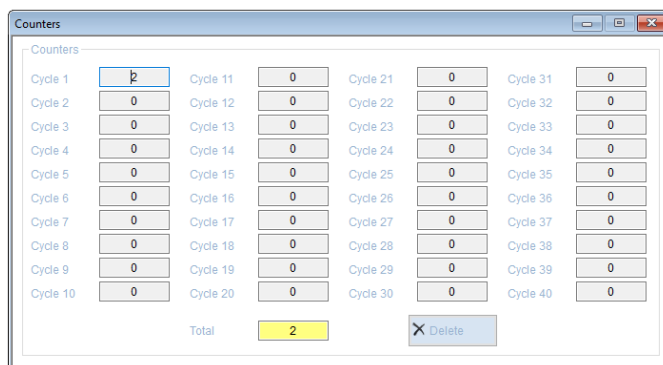 Counters
Counters
Cycle 1 2 Cycle 11 0 Cycle 21 0 Cycle 31 0
Cycle 2 0 Cycle 12 0 Cycle 22 0 Cycle 32 0
Cycle 3 0 Cycle 13 0 Cycle 23 0 Cycle 33 0
Cycle 4 0 Cycle 14 0 Cycle 24 0 Cycle 34 0
Cycle 5 0 Cycle 15 0 Cycle 25 0 Cycle 35 0
Cycle 6 0 Cycle 16 0 Cycle 26 0 Cycle 36 0
Cycle 7 0 Cycle 17 0 Cycle 27 0 Cycle 37 0
Cycle 8 0 Cycle 18 0 Cycle 28 0 Cycle 38 0
Cycle 9 0 Cycle 19 0 Cycle 29 0 Cycle 39 0
Cycle 10 0 Cycle 20 0 Cycle 30 0 Cycle 40 0
Total 2 Delete